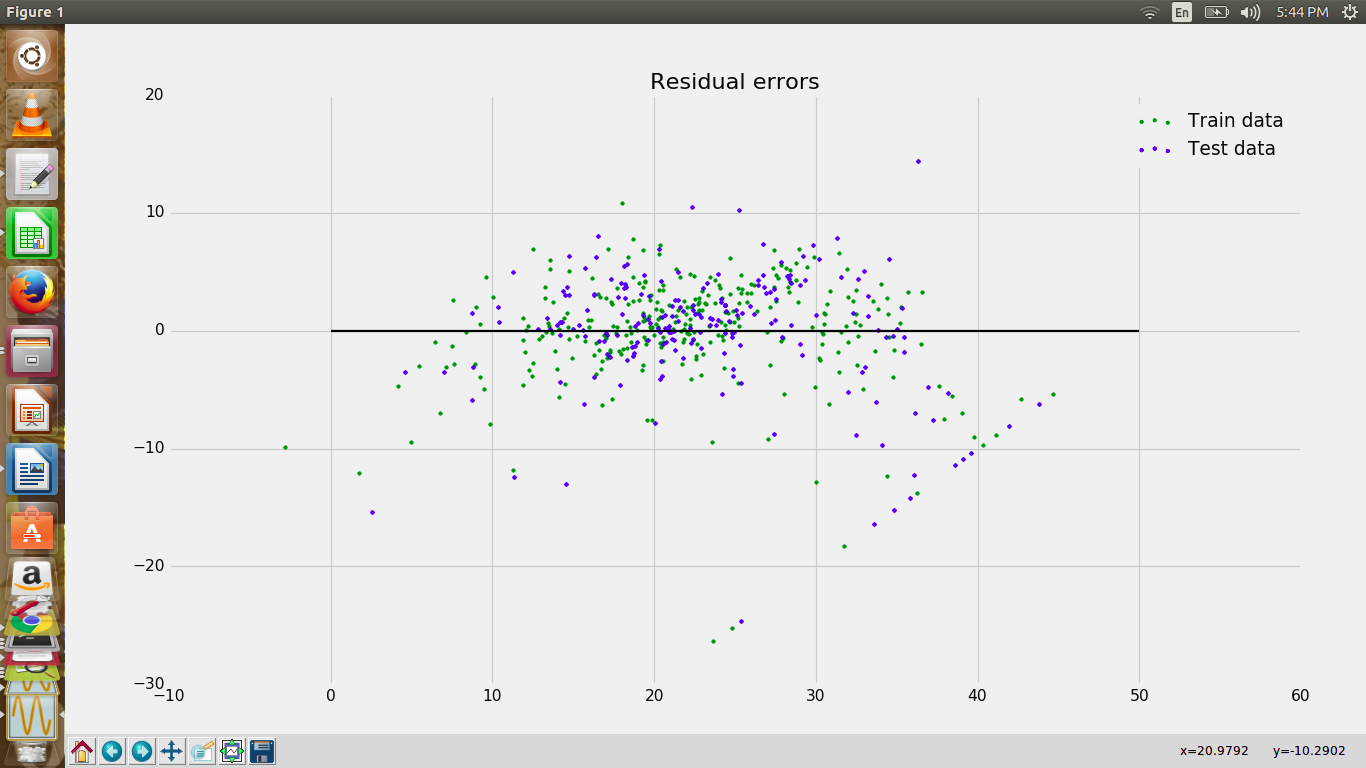 Figure 1
En
5:44 PM
Residual errors
20
10
0
−10
−20
−30
Train data
Test data
−10 0 10 20 30 40 50 60
x=20.9792 y=-10.2902